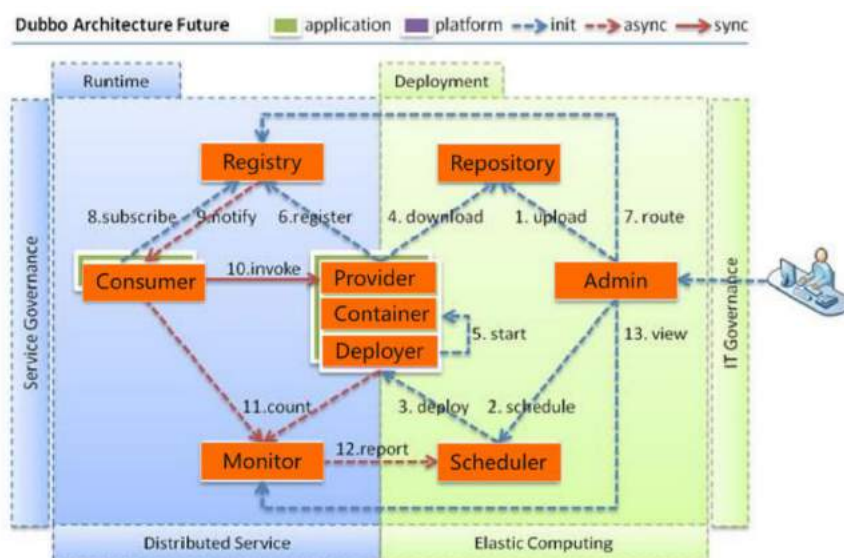 Dubbo Architecture Future
application
platform
init
async
sync
Runtime
Deployment
Service Governance
IT Governance
Registry
Repository
8.subscribe
9.notify
6.register
4. download
1. upload
7. route
Consumer
10.invoke
Provider
Container
Deployer
Admin
5. start
13. view
11.count
3. deploy
2. schedule
Monitor
12.report
Scheduler
Distributed Service
Elastic Computing